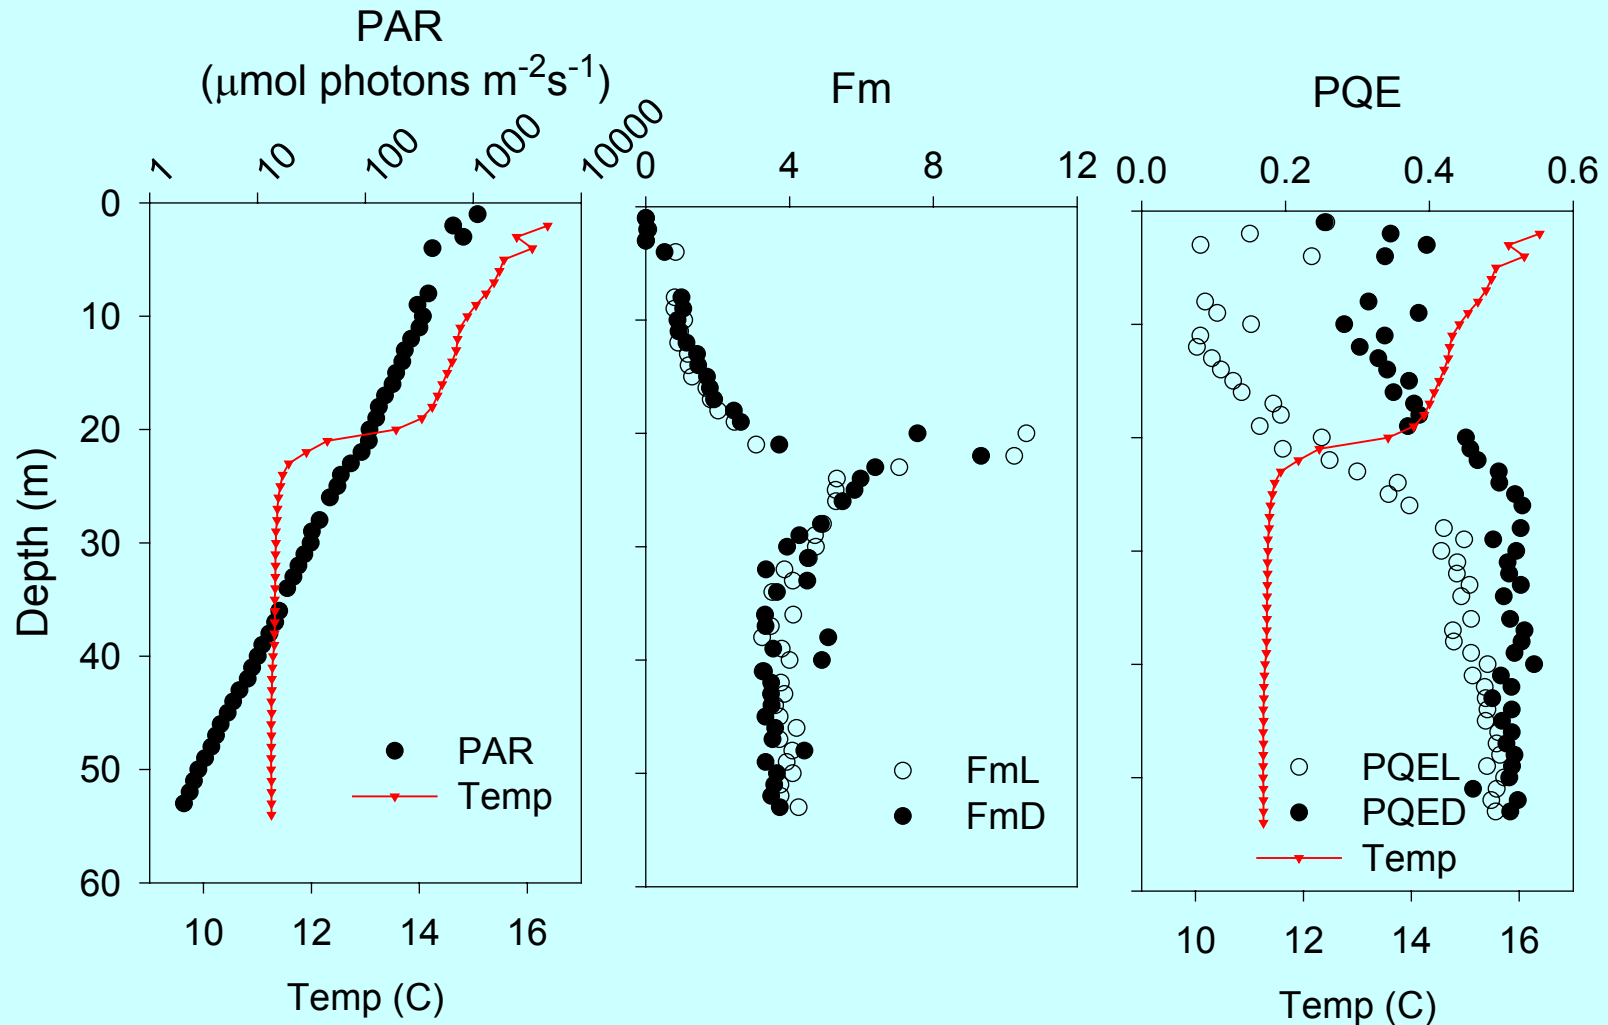 PAR
(μmol photons m⁻²s⁻¹)
1 10 100 1000 10000
Fm
0 4 8 12
PQE
0.0 0.2 0.4 0.6
Depth (m)
0
10
20
30
40
50
60
PAR
Temp
10 12 14 16
Temp (C)
FmL
FmD
PQEL
PQED
Temp
10 12 14 16
Temp (C)